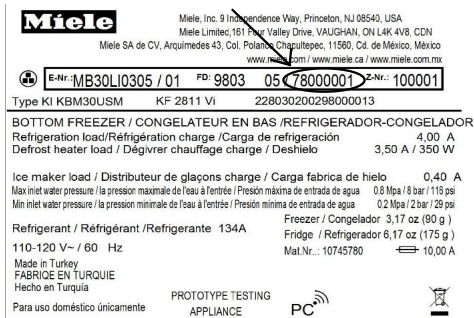 Miele
Miele, Inc. 9 Independence Way, Princeton, NJ 08540, USA
Miele Limited,161 Four Valley Drive, VAUGHAN, ON L4K 4V8, CDN
Miele SA de CV, Arquímedes 43, Col. Polanco Chapultepec, 11560, Cd. de México, México
www.miele.com / www.miele.ca / www.miele.com.mx
E-Nr.: MB30LI0305 / 01 FD: 9803 05 78000001 Z-Nr.: 100001
Type KI KBM30USM KF 2811 Vi 228030200298000013
BOTTOM FREEZER / CONGELATEUR EN BAS /REFRIGERADOR-CONGELADOR
Refrigeration load/Réfrigération charge /Carga de refrigeración 4,00 A
Defrost heater load / Dégivrer chauffage charge / Deshielo 3,50 A / 350 W
Ice maker load / Distributeur de glaçons charge / Carga fabrica de hielo 0,40 A
Max inlet water pressure / la pression maximale de l'eau à l'entrée / Presión máxima de entrada de agua 0,8 Mpa / 8 bar / 116 psi
Min inlet water pressure / la pression minimale de l'eau à l'entrée / Presión mínima de entrada de agua 0,2 Mpa / 2 bar / 29 psi
Freezer / Congelador 3,17 oz (90 g )
Refrigerant / Réfrigérant /Refrigerante 134A
Fridge / Refrigerador 6,17 oz (175 g )
110-120 V~ / 60 Hz
Mat.Nr..: 10745780 10,00 A
Made in Turkey
FABRIQE EN TURQUIE
Hecho en Turquía
Para uso doméstico únicamente
PROTOTYPE TESTING
APPLIANCE
PC